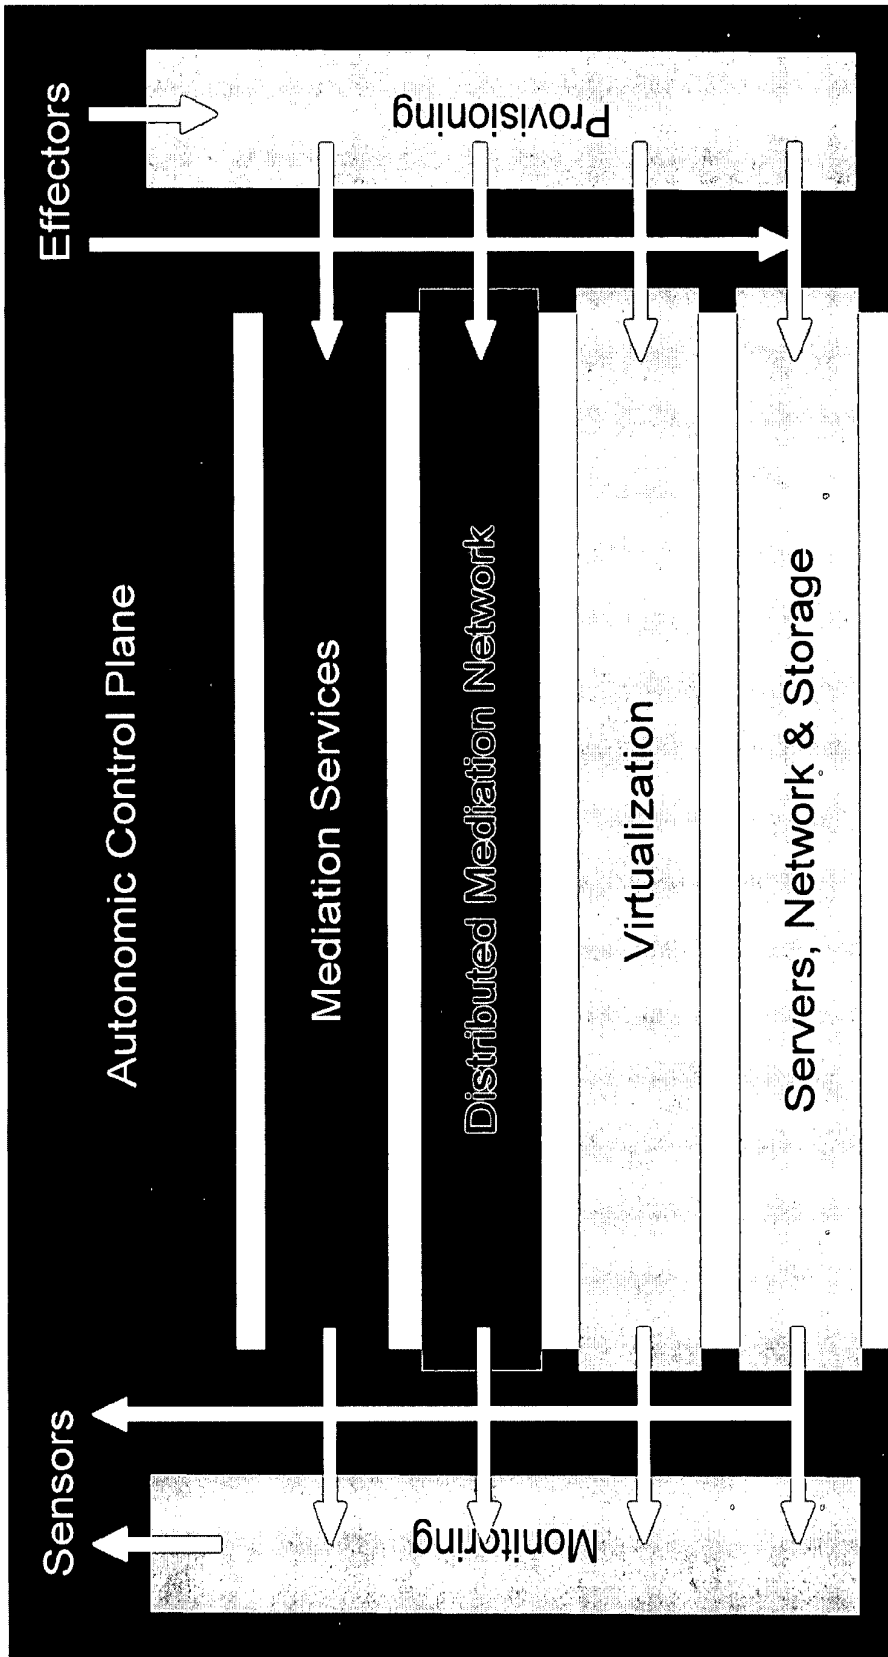 Sensors
Effectors
Autonomic Control Plane
Monitoring
Mediation Services
Distributed Mediation Network
Virtualization
Servers, Network & Storage
Provisioning